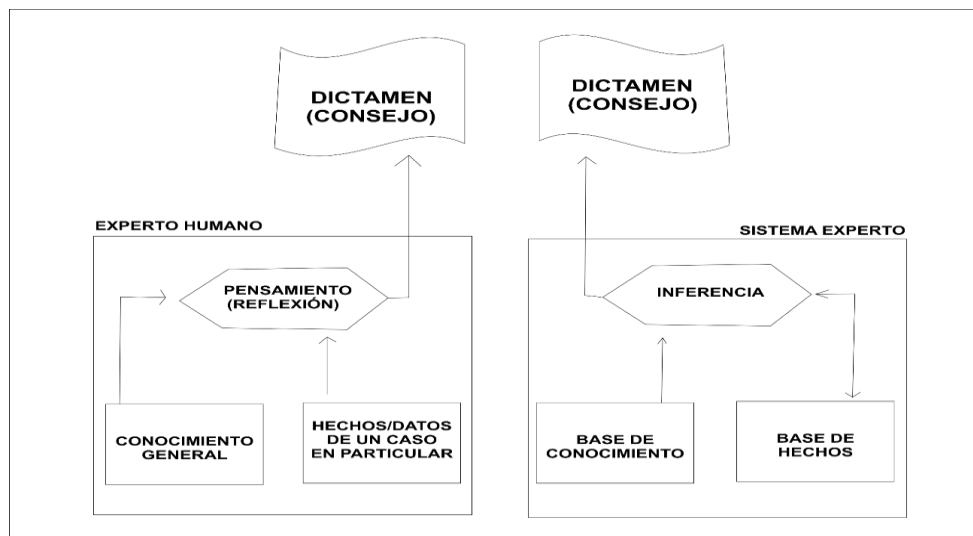 DICTAMEN
(CONSEJO)
DICTAMEN
(CONSEJO)
EXPERTO HUMANO
PENSAMIENTO
(REFLEXIÓN)
CONOCIMIENTO
GENERAL
HECHOS/DATOS
DE UN CASO
EN PARTICULAR
SISTEMA EXPERTO
INFERENCIA
BASE DE
CONOCIMIENTO
BASE DE
HECHOS